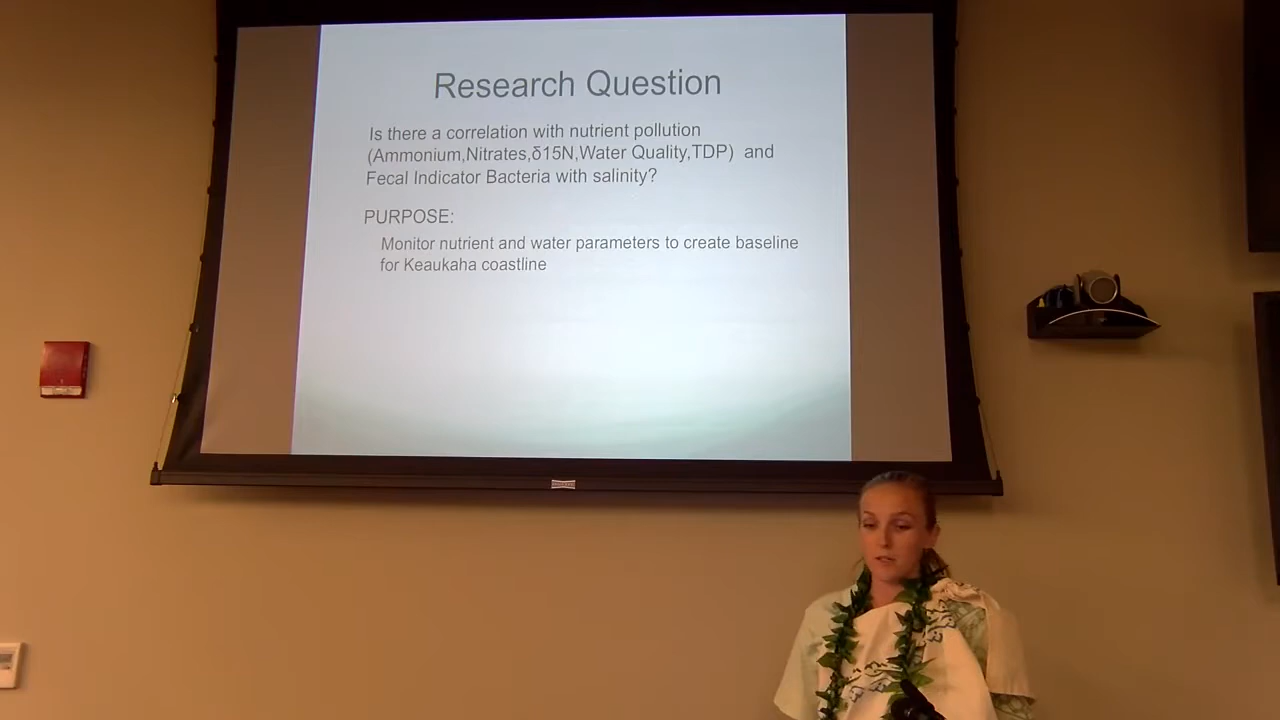 Research Question
Is there a correlation with nutrient pollution
(Ammonium,Nitrates,δ15N,Water Quality,TDP) and
Fecal Indicator Bacteria with salinity?
PURPOSE:
Monitor nutrient and water parameters to create baseline
for Keaukaha coastline